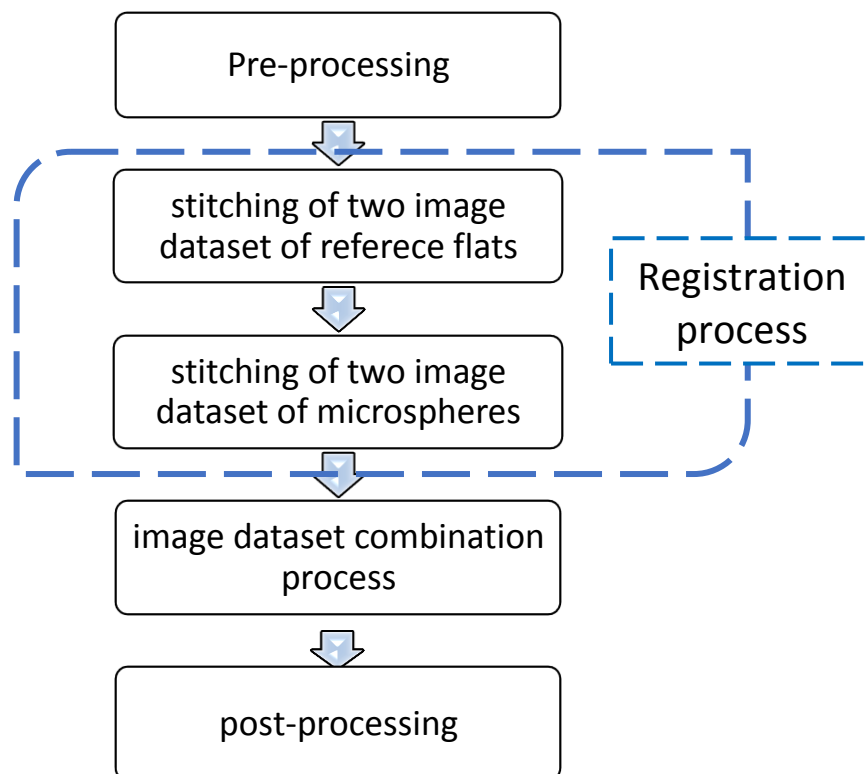 Pre-processing
stitching of two image
dataset of referece flats
Registration
process
stitching of two image
dataset of microspheres
image dataset combination
process
post-processing